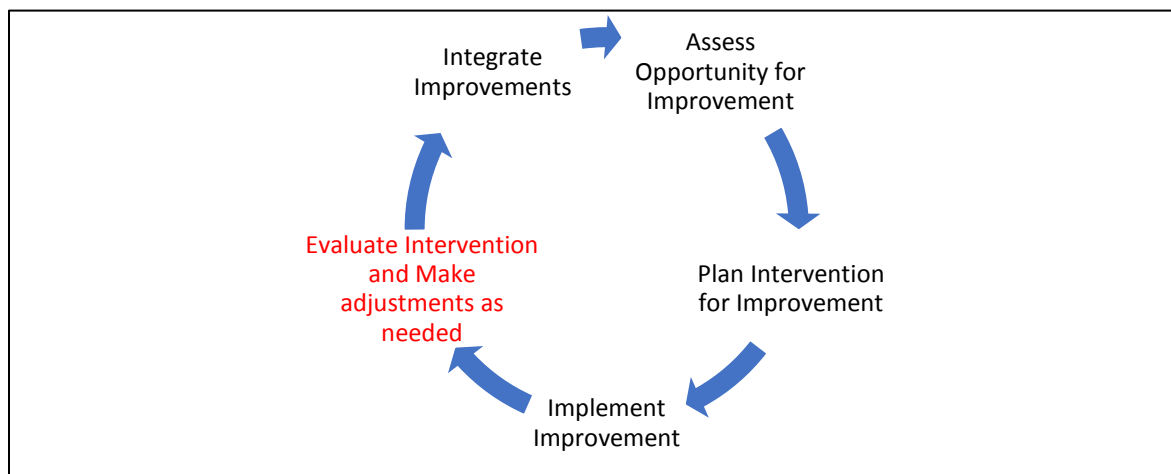 Integrate
Improvements
Assess
Opportunity for
Improvement
Plan Intervention
for Improvement
Implement
Improvement
Evaluate Intervention
and Make
adjustments as
needed